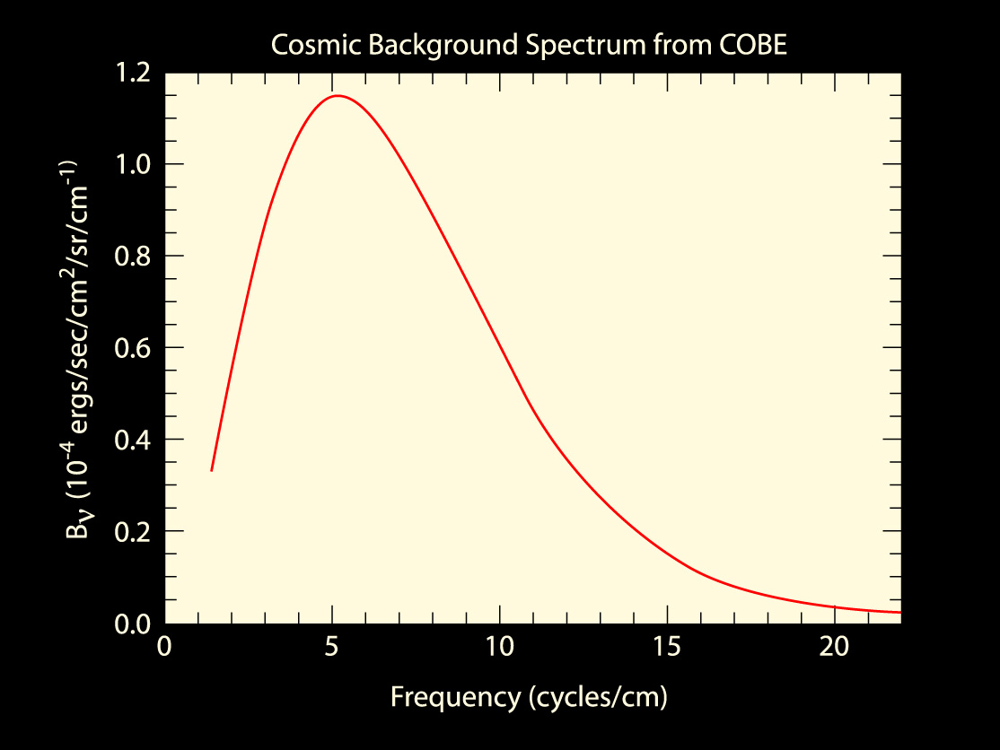 Cosmic Background Spectrum from COBE
1.2
1.0
0.8
0.6
0.4
0.2
0.0
Bν (10⁻⁴ ergs/sec/cm²/sr/cm⁻¹)
0 5 10 15 20
Frequency (cycles/cm)